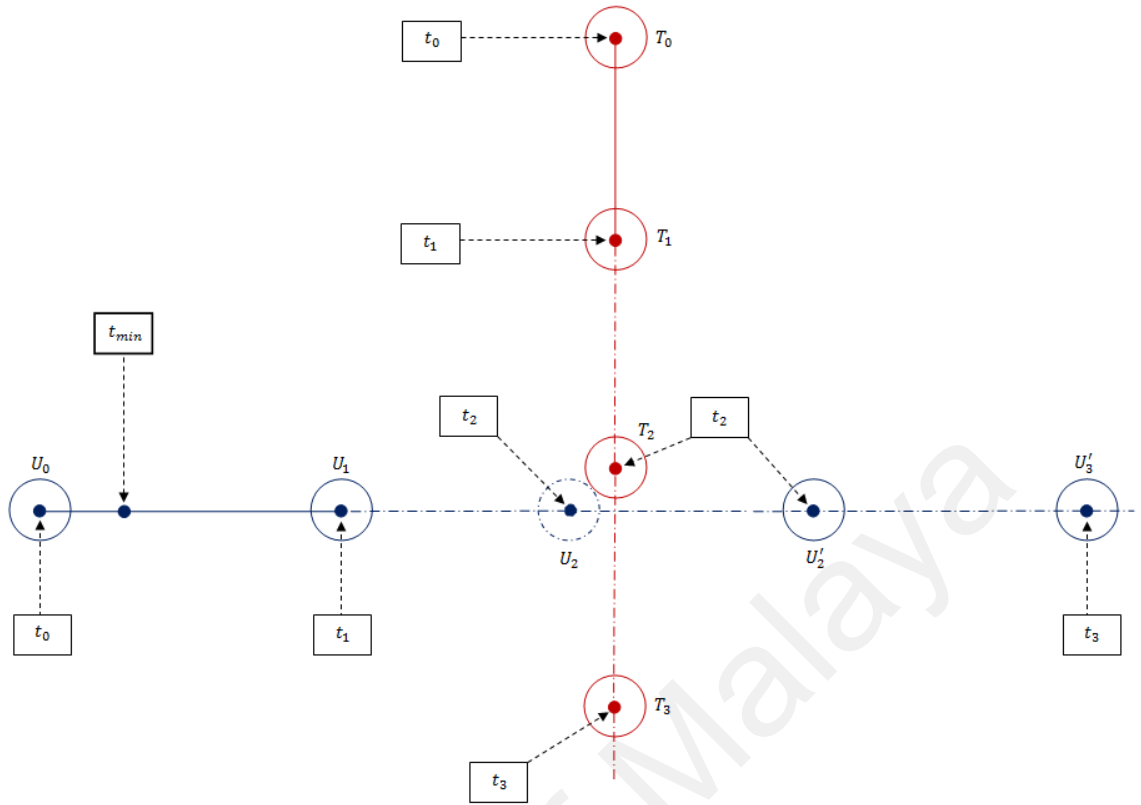 t₀
T₀
t₁
T₁
tₘᵢₙ
t₂
T₂
t₂
U₀
U₁
U₃′
U₂
U₂′
t₀
t₁
t₃
T₃
t₃
f Malaya